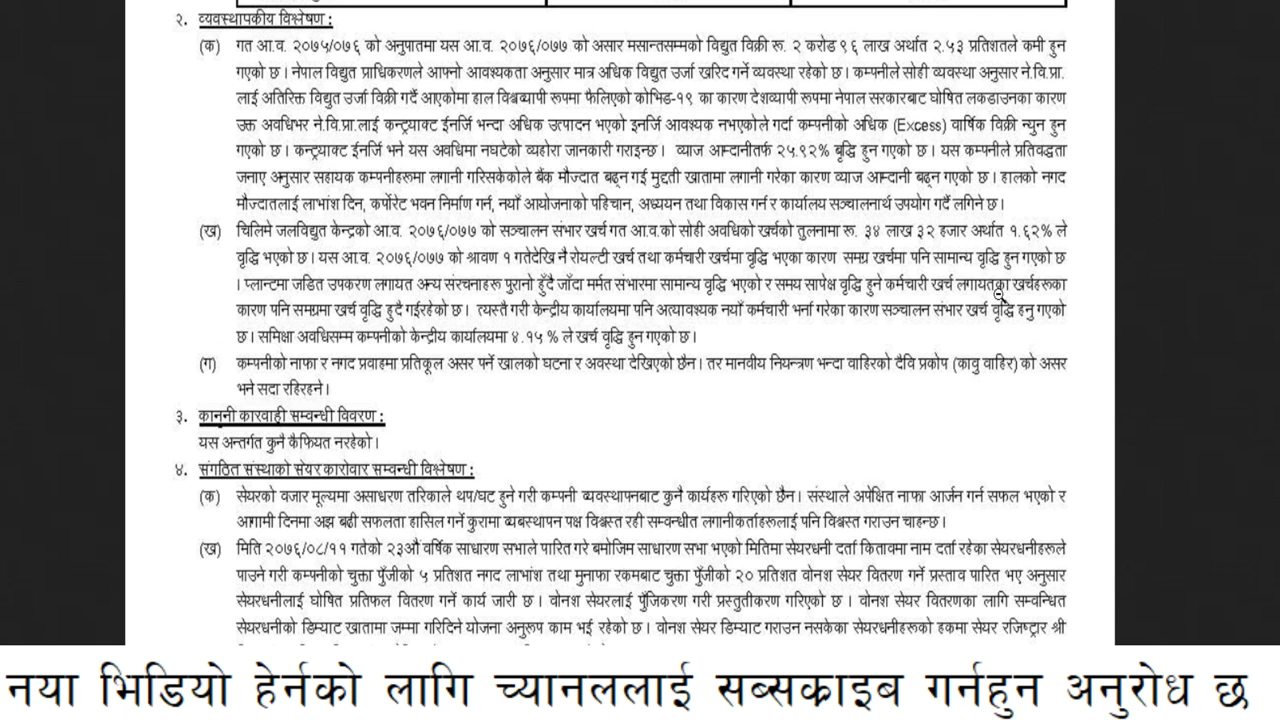 २. व्यवस्थापकीय विश्लेषण :
(क) गत आ.व. २०७५/०७६ को अनुपातमा यस आ.व. २०७६/०७७ को असार मसान्तसम्मको विद्युत विक्री रू. २ करोड ९६ लाख अर्थात २.५३ प्रतिशतले कमी हुन
गएको छ । नेपाल विद्युत प्राधिकरणले आफ्नो आवश्यकता अनुसार मात्र अधिक विद्युत उर्जा खरिद गर्ने व्यवस्था रहेको छ । कम्पनीले सोही व्यवस्था अनुसार ने.वि.प्रा.
लाई अतिरिक्त विद्युत उर्जा विक्री गर्दै आएकोमा हाल विश्वव्यापी रूपमा फैलिएको कोभिड-१९ का कारण देशव्यापी रूपमा नेपाल सरकारबाट घोषित लकडाउनका कारण
उक्त अवधिभर ने.वि.प्रा.लाई कन्ट्र्याक्ट ईनर्जि भन्दा अधिक उत्पादन भएको इनर्जि आवश्यक नभएकोले गर्दा कम्पनीको अधिक (Excess) वार्षिक विक्री न्युन हुन
गएको छ । कन्ट्र्याक्ट ईनर्जि भने यस अवधिमा नघटेको व्यहोरा जानकारी गराइन्छ । व्याज आम्दानीतर्फ २५.९२% बृद्धि हुन गएको छ । यस कम्पनीले प्रतिवद्धता
जनाए अनुसार सहायक कम्पनीहरूमा लगानी गरिसकेकोले बैंक मौज्दात बढ्न गई मुद्दती खातामा लगानी गरेका कारण व्याज आम्दानी बढ्न गएको छ । हालको नगद
मौज्दातलाई लाभांश दिन, कर्पोरेट भवन निर्माण गर्न, नयाँ आयोजनाको पहिचान, अध्ययन तथा विकास गर्न र कार्यालय सञ्चालनार्थ उपयोग गर्दै लगिने छ ।
(ख) चिलिमे जलविद्युत केन्द्रको आ.व. २०७६/०७७ को सञ्चालन संभार खर्च गत आ.व.को सोही अवधिको खर्चको तुलनामा रू. ३४ लाख ३२ हजार अर्थात १.६२% ले
वृद्धि भएको छ । यस आ.व. २०७६/०७७ को श्रावण १ गतेदेखि नै रोयल्टी खर्च तथा कर्मचारी खर्चमा वृद्धि भएका कारण समग्र खर्चमा पनि सामान्य वृद्धि हुन गएको छ
। प्लान्टमा जडित उपकरण लगायत अन्य संरचनाहरू पुरानो हुँदै जाँदा मर्मत संभारमा सामान्य वृद्धि भएको र समय सापेक्ष वृद्धि हुने कर्मचारी खर्च लगायतका खर्चहरूका
कारण पनि समग्रमा खर्च वृद्धि हुदै गईरहेको छ । त्यस्तै गरी केन्द्रीय कार्यालयमा पनि अत्यावश्यक नयाँ कर्मचारी भर्ना गरेका कारण सञ्चालन संभार खर्च वृद्धि हनु गएको
छ । समिक्षा अवधिसम्म कम्पनीको केन्द्रीय कार्यालयमा ४.१५ % ले खर्च वृद्धि हुन गएको छ ।
(ग) कम्पनीको नाफा र नगद प्रवाहमा प्रतिकूल असर पर्ने खालको घटना र अवस्था देखिएको छैन । तर मानवीय नियन्त्रण भन्दा वाहिरको दैवि प्रकोप (कावु वाहिर) को असर
भने सदा रहिरहने ।
३. कानूनी कारवाही सम्वन्धी विवरण :
यस अन्तर्गत कुनै कैफियत नरहेको ।
४. संगठित संस्थाको सेयर कारोवार सम्वन्धी विश्लेषण :
(क) सेयरको वजार मूल्यमा असाधरण तरिकाले थप/घट हुने गरी कम्पनी व्यवस्थापनबाट कुनै कार्यहरू गरिएको छैन । संस्थाले अपेक्षित नाफा आर्जन गर्न सफल भएको र
आगामी दिनमा अझ बढी सफलता हासिल गर्ने कुरामा ब्यबस्थापन पक्ष विश्वस्त रही सम्वन्धीत लगानीकर्ताहरूलाई पनि विश्वस्त गराउन चाहन्छ ।
(ख) मिति २०७६/०८/११ गतेको २३औं वर्षिक साधारण सभाले पारित गरे बमोजिम साधारण सभा भएको मितिमा सेयरधनी दर्ता कितावमा नाम दर्ता रहेका सेयरधनीहरूले
पाउने गरी कम्पनीको चुक्ता पुँजीको ५ प्रतिशत नगद लाभांश तथा मुनाफा रकमबाट चुक्ता पुँजीको २० प्रतिशत वोनश सेयर वितरण गर्ने प्रस्ताव पारित भए अनुसार
सेयरधनीलाई घोषित प्रतिफल वितरण गर्ने कार्य जारी छ । वोनश सेयरलाई पुँजिकरण गरी प्रस्तुतीकरण गरिएको छ । वोनश सेयर वितरणका लागि सम्वन्धित
सेयरधनीको डिम्याट खातामा जम्मा गरिदिने योजना अनुरूप काम भई रहेको छ । वोनश सेयर डिम्याट गराउन नसकेका सेयरधनीहरूको हकमा सेयर रजिष्ट्रार श्री
नया भिडियो हेर्नको लागि च्यानललाई सब्सक्राइब गर्नहुन अनुरोध छ